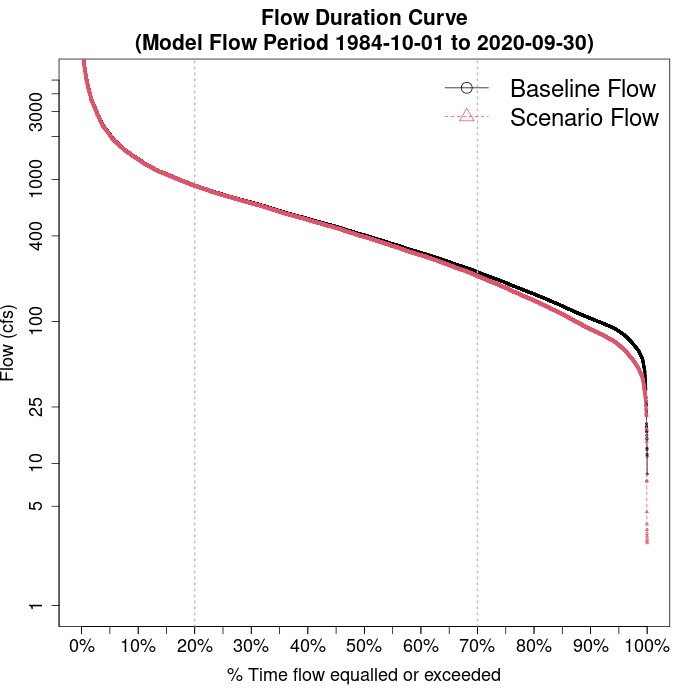 Flow Duration Curve
(Model Flow Period 1984-10-01 to 2020-09-30)
Baseline Flow
Scenario Flow
Flow (cfs)
3000
1000
400
100
25
10
5
1
0% 10% 20% 30% 40% 50% 60% 70% 80% 90% 100%
% Time flow equalled or exceeded